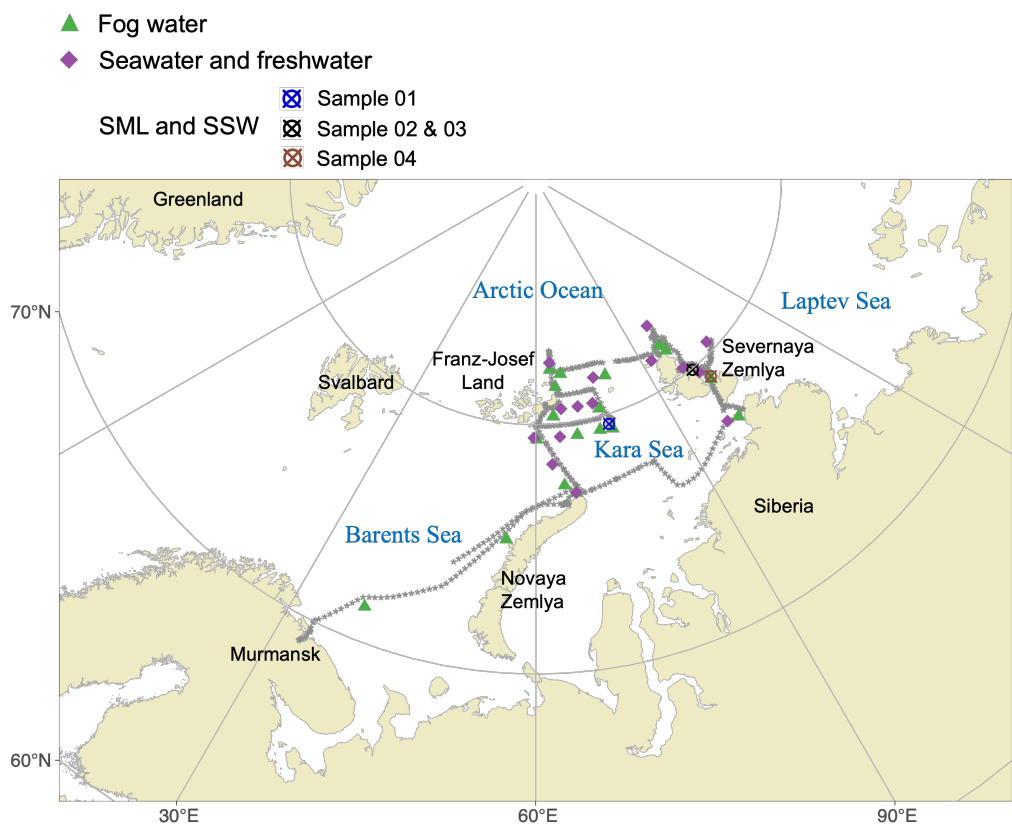 Fog water
Seawater and freshwater
SML and SSW
Sample 01
Sample 02 & 03
Sample 04
Greenland
Arctic Ocean
Laptev Sea
70°N
Franz-Josef
Land
Severnaya
Zemlya
Svalbard
Kara Sea
Siberia
Barents Sea
Novaya
Zemlya
Murmansk
60°N
30°E
60°E
90°E